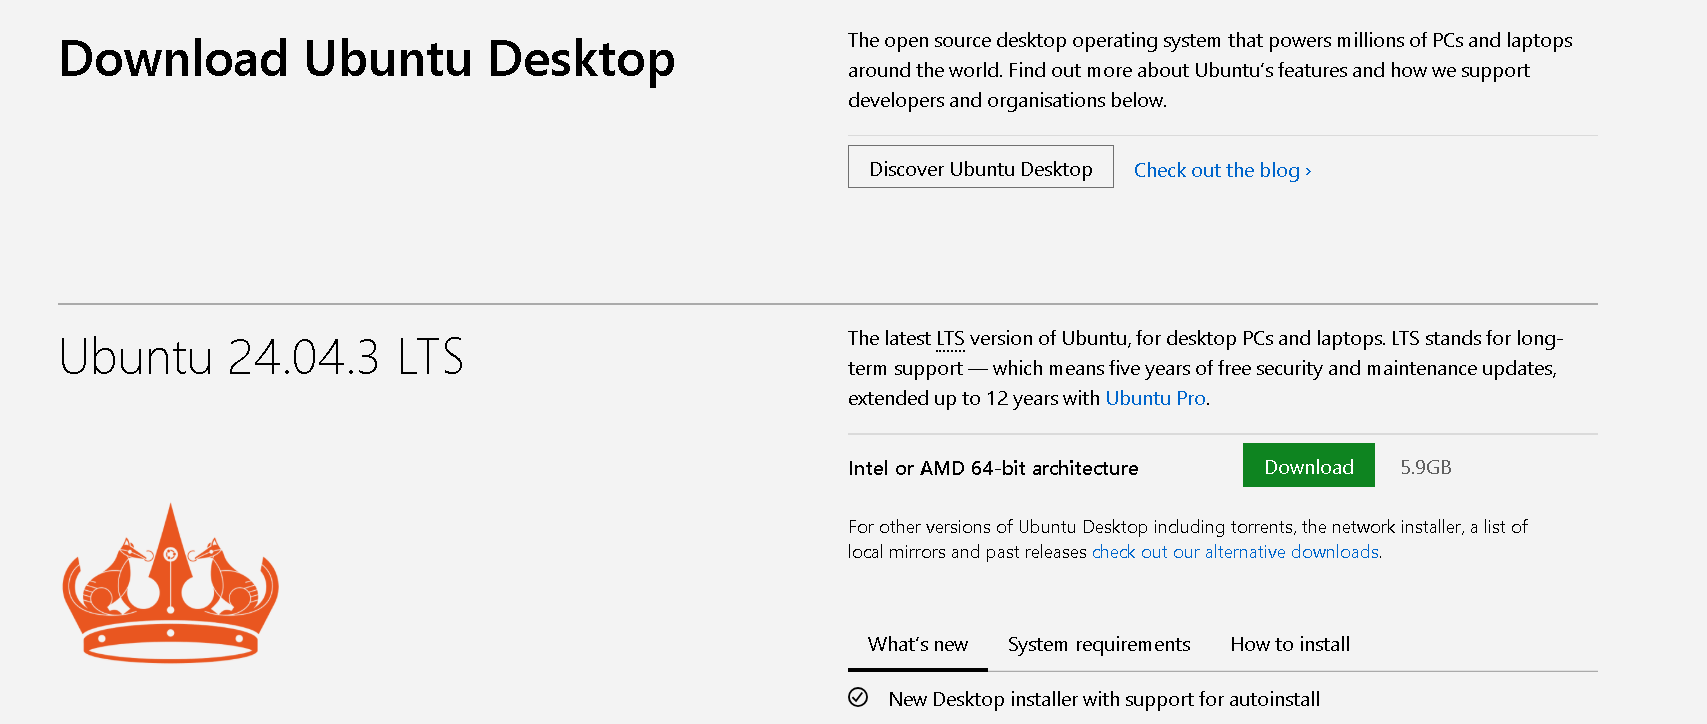 Download Ubuntu Desktop
The open source desktop operating system that powers millions of PCs and laptops
around the world. Find out more about Ubuntu’s features and how we support
developers and organisations below.
Discover Ubuntu Desktop
Check out the blog ›
Ubuntu 24.04.3 LTS
The latest LTS version of Ubuntu, for desktop PCs and laptops. LTS stands for long-
term support — which means five years of free security and maintenance updates,
extended up to 12 years with Ubuntu Pro.
Intel or AMD 64-bit architecture
Download
5.9GB
For other versions of Ubuntu Desktop including torrents, the network installer, a list of
local mirrors and past releases check out our alternative downloads.
What’s new
System requirements
How to install
New Desktop installer with support for autoinstall